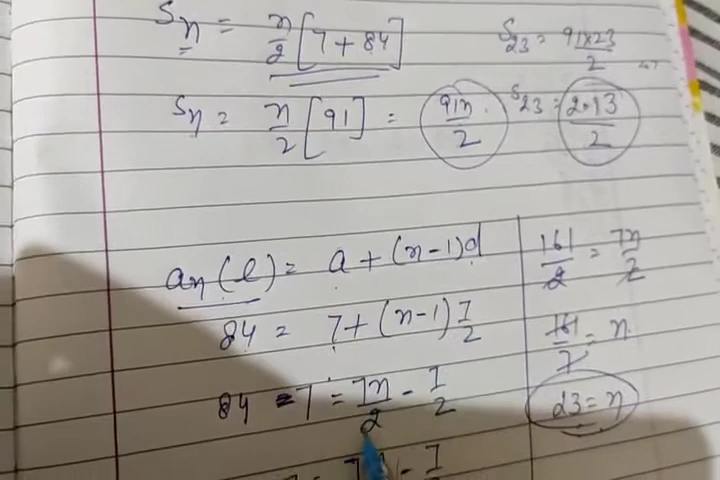 Sn = n/2 [7 + 84]
Sn = n/2 [91] = 91n/2
S23 = 91×23/2
S23 = 2013/2
an (l) = a + (n-1)d
84 = 7 + (n-1) 7/2
84 - 7 = 7n/2 - 7/2
161/2 = 7n/2
161/7 = n
23 = n